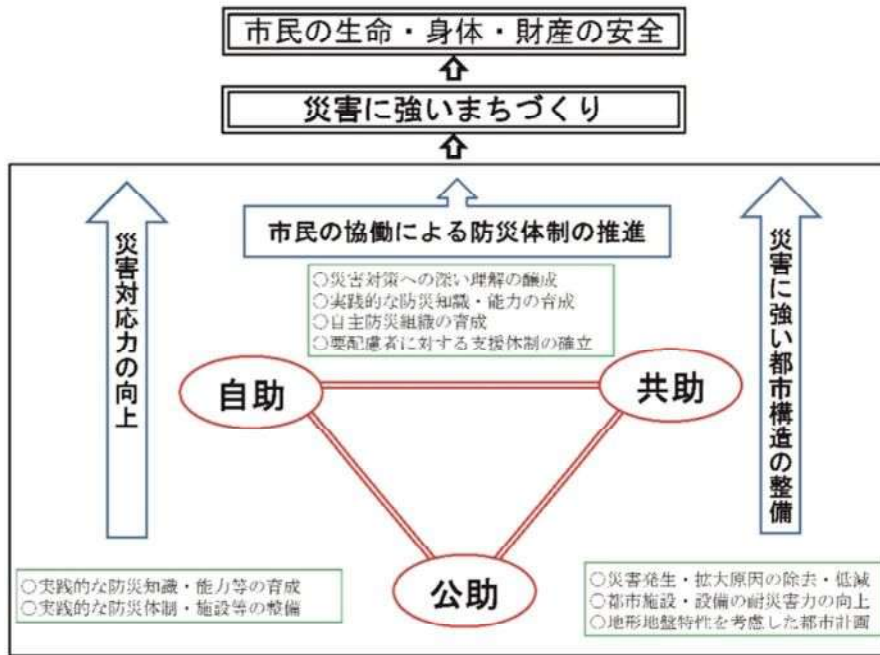 市民の生命・身体・財産の安全
災害に強いまちづくり
災害対応力の向上
市民の協働による防災体制の推進
災害に強い都市構造の整備
○災害対策への深い理解の醸成
○実践的な防災知識・能力の育成
○自主防災組織の育成
○要配慮者に対する支援体制の確立
自助
共助
公助
○実践的な防災知識・能力等の育成
○実践的な防災体制・施設等の整備
○災害発生・拡大原因の除去・低減
○都市施設・設備の耐災害力の向上
○地形地盤特性を考慮した都市計画